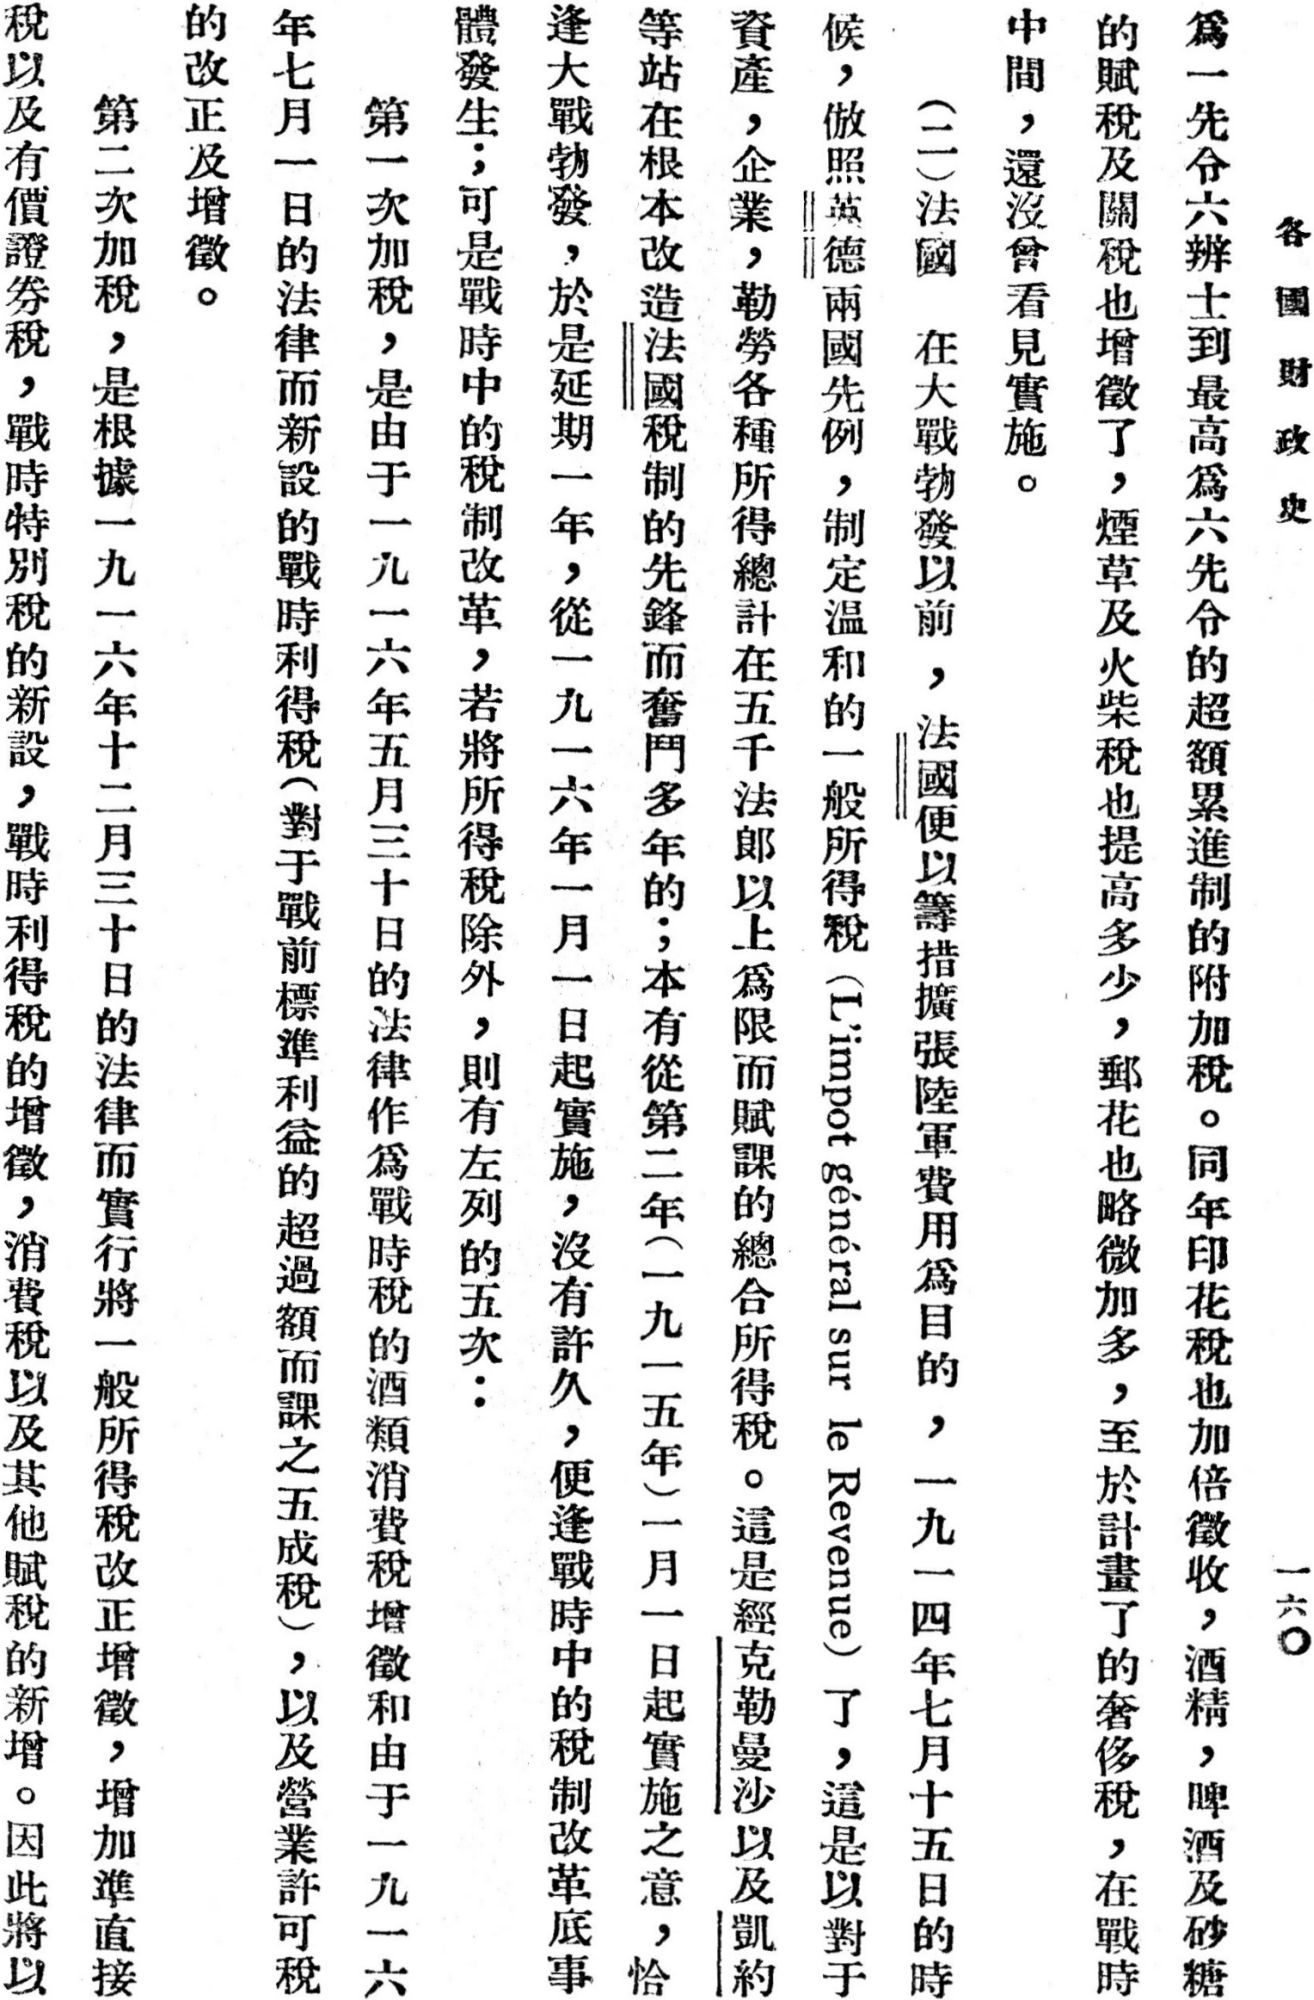 各國財政史
一六〇
爲一先令六辨士到最高爲六先令的超額累進制的附加稅。同年印花稅也加倍徵收，酒精，啤酒及砂糖
的賦稅及關稅也增徵了，煙草及火柴稅也提高多少，郵花也略微加多，至於計畫了的奢侈稅，在戰時
中間，還沒曾看見實施。
（二）法國　在大戰勃發以前，法國便以籌措擴張陸軍費用爲目的，一九一四年七月十五日的時
候，倣照英德兩國先例，制定溫和的一般所得稅（L'impot général sur le Revenue）了，這是以對于
資產，企業，勤勞各種所得總計在五千法郎以上爲限而賦課的總合所得稅。這是經克勒曼沙以及凱約
等站在根本改造法國稅制的先鋒而奮鬥多年的；本有從第二年（一九一五年）一月一日起實施之意，恰
逢大戰勃發，於是延期一年，從一九一六年一月一日起實施，沒有許久，便逢戰時中的稅制改革底事
體發生；可是戰時中的稅制改革，若將所得稅除外，則有左列的五次：
第一次加稅，是由于一九一六年五月三十日的法律作爲戰時稅的酒類消費稅增徵和由于一九一六
年七月一日的法律而新設的戰時利得稅（對于戰前標準利益的超過額而課之五成稅），以及營業許可稅
的改正及增徵。
第二次加稅，是根據一九一六年十二月三十日的法律而實行將一般所得稅改正增徵，增加準直接
稅以及有價證券稅，戰時特別稅的新設，戰時利得稅的增徵，消費稅以及其他賦稅的新增。因此將以